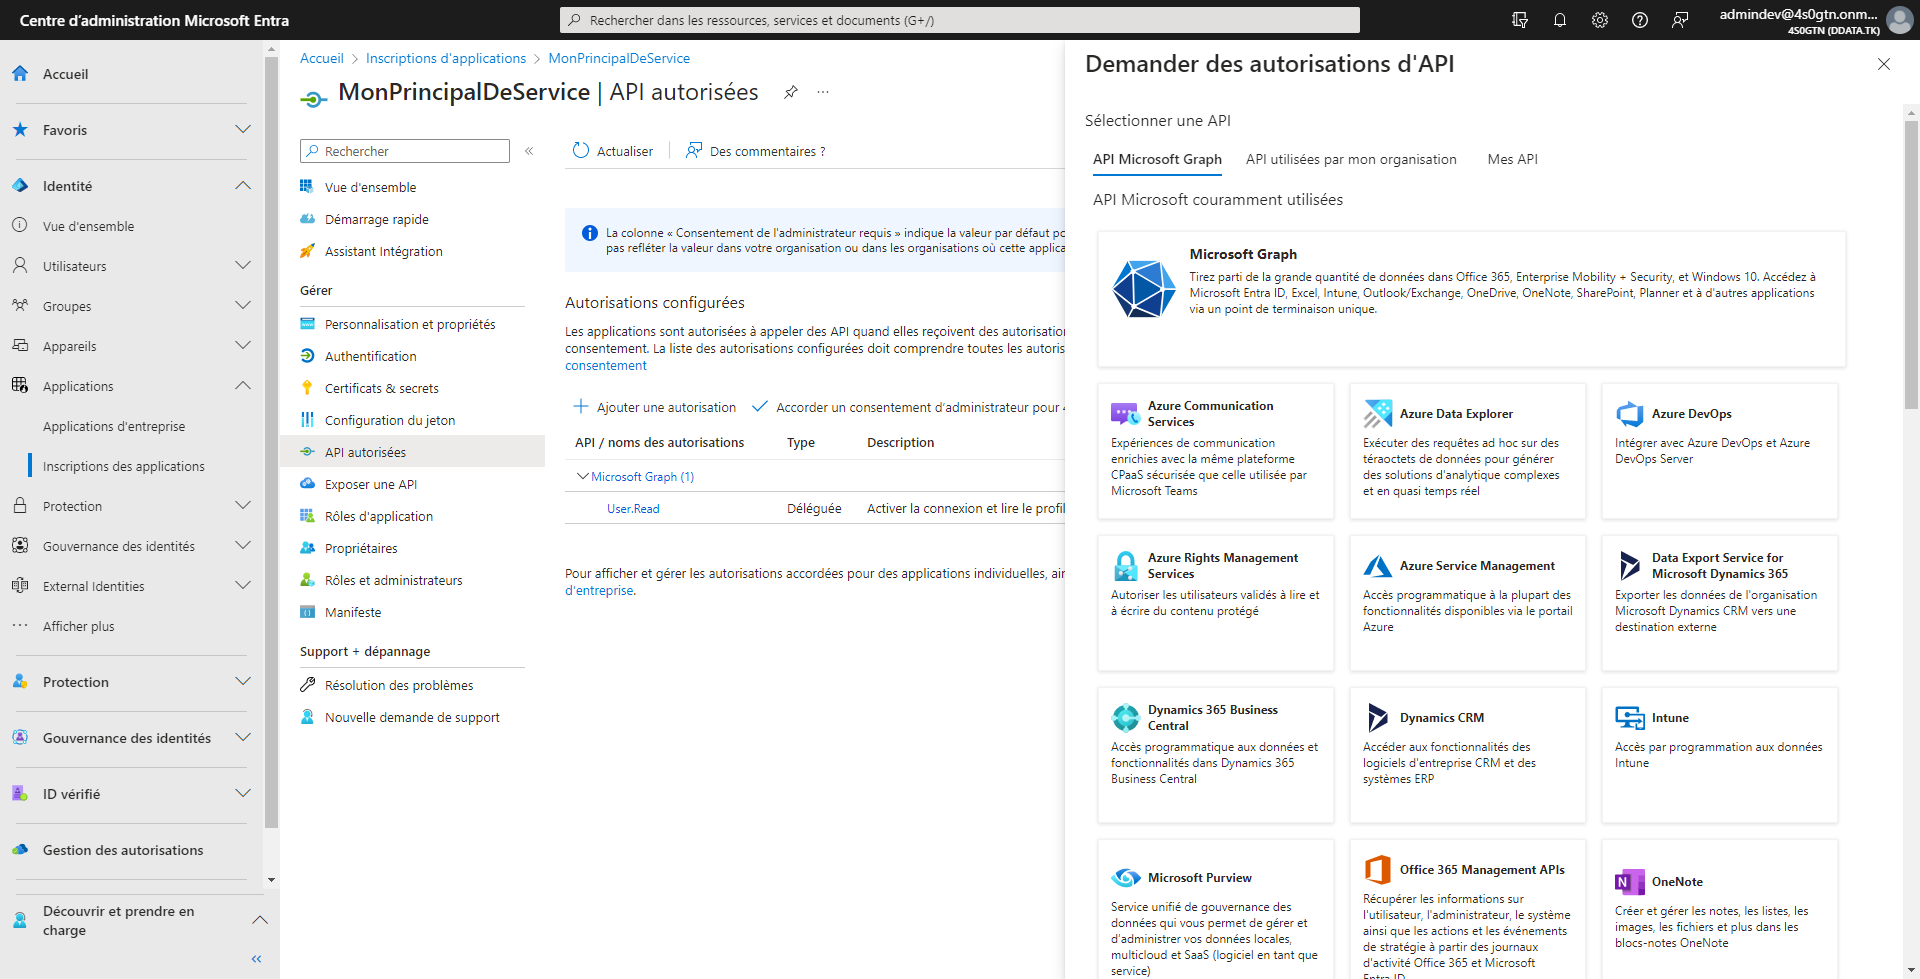 Centre d'administration Microsoft Entra
Rechercher dans les ressources, services et documents (G+/)
admindev@4s0gtn.onm...
4S0GTN (DDATA.TK)
Accueil
Favoris
Identité
Vue d'ensemble
Utilisateurs
Groupes
Appareils
Applications
Applications d'entreprise
Inscriptions des applications
Protection
Gouvernance des identités
External Identities
Afficher plus
Protection
Gouvernance des identités
ID vérifié
Gestion des autorisations
Découvrir et prendre en
charge
Accueil > Inscriptions d'applications > MonPrincipalDeService
MonPrincipalDeService | API autorisées
Rechercher
Vue d'ensemble
Démarrage rapide
Assistant Intégration
Gérer
Personnalisation et propriétés
Authentification
Certificats & secrets
Configuration du jeton
API autorisées
Exposer une API
Rôles d'application
Propriétaires
Rôles et administrateurs
Manifeste
Support + dépannage
Résolution des problèmes
Nouvelle demande de support
Actualiser
Des commentaires ?
La colonne « Consentement de l'administrateur requis » indique la valeur par défaut
pas refléter la valeur dans votre organisation ou dans les organisations où cette
Autorisations configurées
Les applications sont autorisées à appeler des API quand elles reçoivent des
consentement. La liste des autorisations configurées doit comprendre toutes les
consentement
Ajouter une autorisation
Accorder un consentement d'administrateur pour
API / noms des autorisations Type Description
Microsoft Graph (1)
User.Read Déléguée Activer la connexion et lire le
Pour afficher et gérer les autorisations accordées pour des applications individuelles,
d'entreprise.
Demander des autorisations d'API
Sélectionner une API
API Microsoft Graph API utilisées par mon organisation Mes API
API Microsoft couramment utilisées
Microsoft Graph
Tirez parti de la grande quantité de données dans Office 365, Enterprise Mobility + Security, et Windows 10. Accédez à
Microsoft Entra ID, Excel, Intune, Outlook/Exchange, OneDrive, OneNote, SharePoint, Planner et à d'autres applications
via un point de terminaison unique.
Azure Communication
Services
Expériences de communication
enrichies avec la même plateforme
CPaaS sécurisée que celle utilisée par
Microsoft Teams
Azure Data Explorer
Exécuter des requêtes ad hoc sur des
téraoctets de données pour générer
des solutions d'analytique complexes
et en quasi temps réel
Azure DevOps
Intégrer avec Azure DevOps et Azure
DevOps Server
Azure Rights Management
Services
Autoriser les utilisateurs validés à lire et
à écrire du contenu protégé
Azure Service Management
Accès programmatique à la plupart des
fonctionnalités disponibles via le portail
Azure
Data Export Service for
Microsoft Dynamics 365
Exporter les données de l'organisation
Microsoft Dynamics CRM vers une
destination externe
Dynamics 365 Business
Central
Accès programmatique aux données et
fonctionnalités dans Dynamics 365
Business Central
Dynamics CRM
Accéder aux fonctionnalités des
logiciels d'entreprise CRM et des
systèmes ERP
Intune
Accès par programmation aux données
Intune
Microsoft Purview
Service unifié de gouvernance des
données qui vous permet de gérer et
d'administrer vos données locales,
multicloud et SaaS (logiciel en tant que
service)
Office 365 Management APIs
Récupérer les informations sur
l'utilisateur, l'administrateur, le système
ainsi que les actions et les événements
de stratégie à partir des journaux
d'activité Office 365 et Microsoft
Entra ID
OneNote
Créer et gérer les notes, les listes, les
images, les fichiers et plus dans les
blocs-notes OneNote